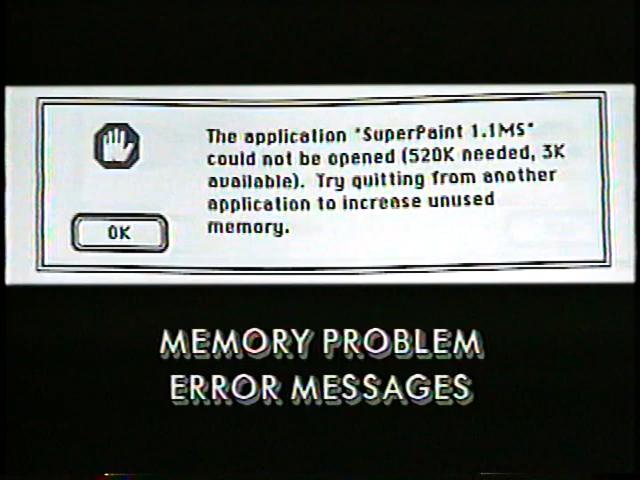 The application "SuperPaint 1.1MS"
could not be opened (520K needed, 3K
available). Try quitting from another
application to increase unused
memory.
OK
MEMORY PROBLEM
ERROR MESSAGES